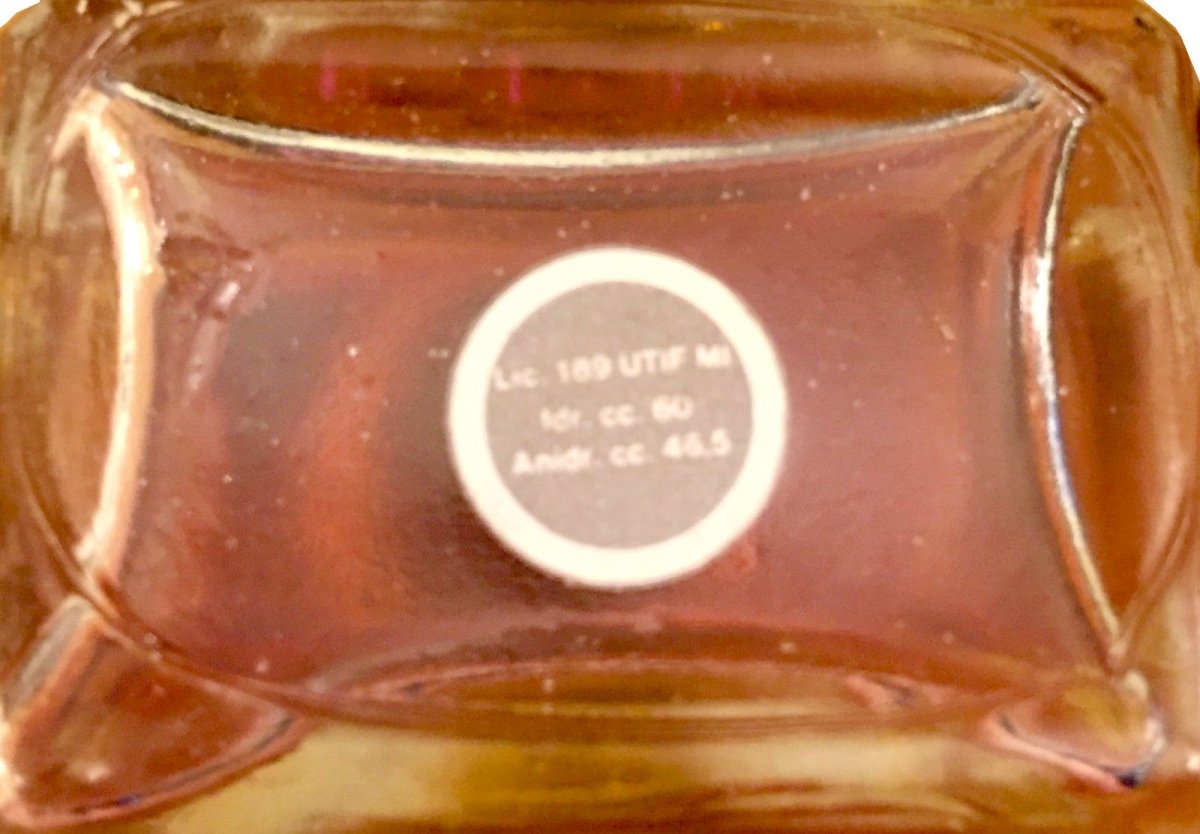 Lic. 189 UTIF MI
Idr. cc. 60
Anidr. cc. 46,5